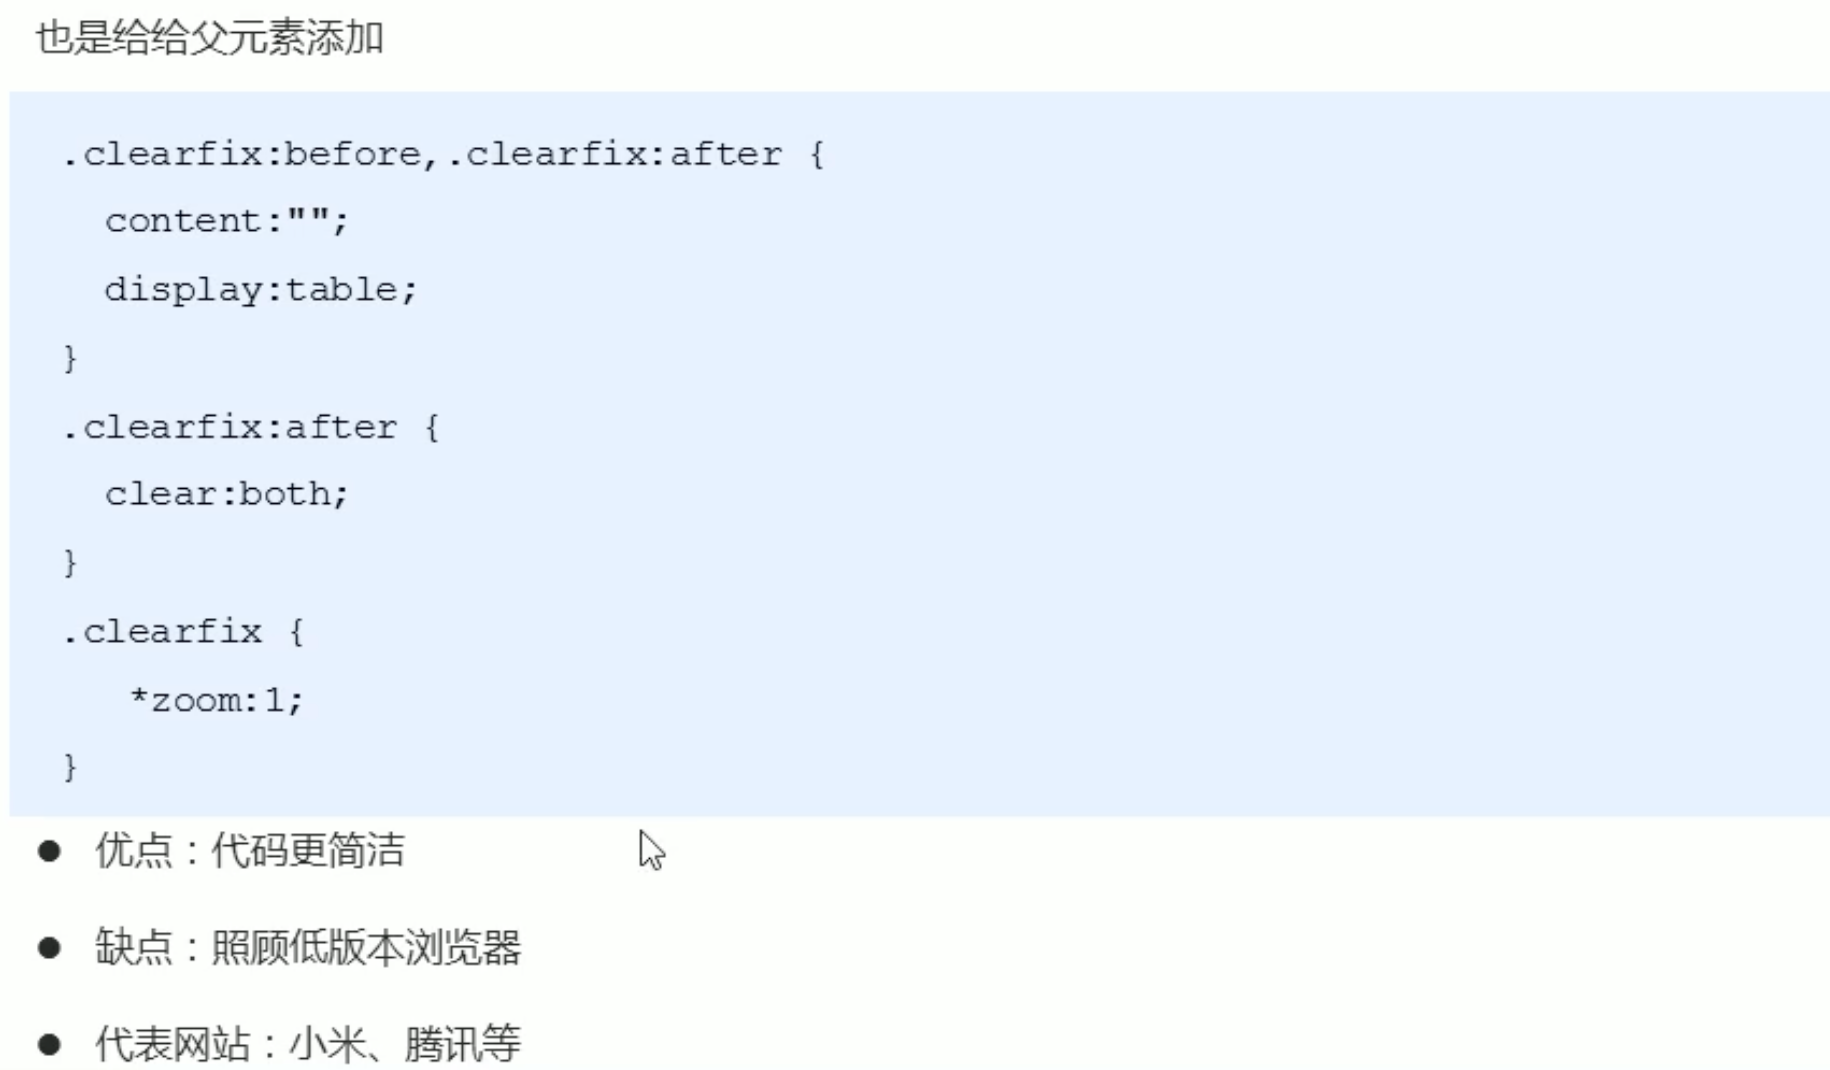 也是给给父元素添加
.clearfix:before,.clearfix:after {
content:"";
display:table;
}
.clearfix:after {
clear:both;
}
.clearfix {
*zoom:1;
}
● 优点：代码更简洁
● 缺点：照顾低版本浏览器
● 代表网站：小米、腾讯等